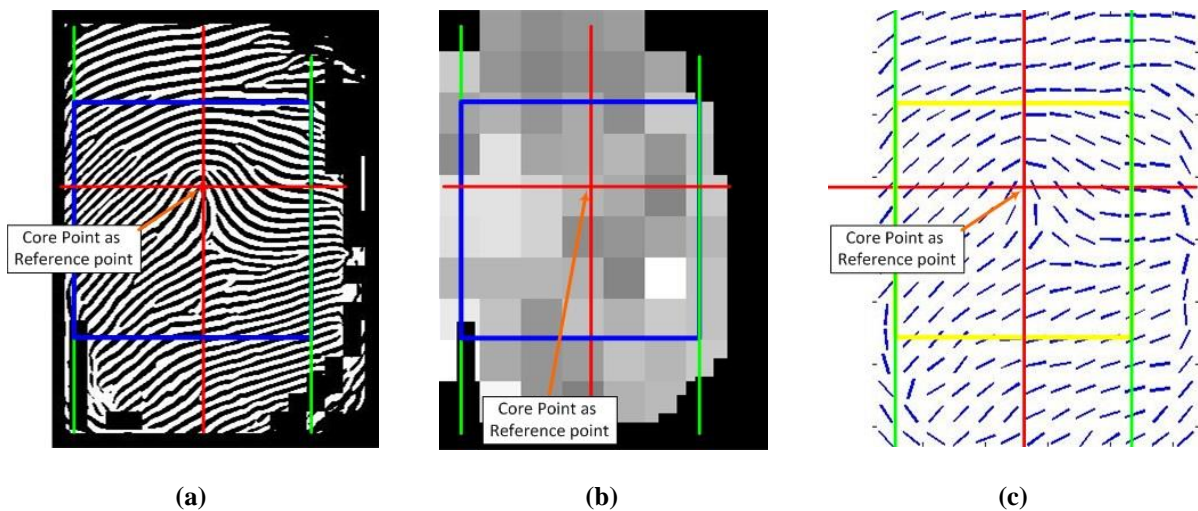 Core Point as
Reference point
Core Point as
Reference point
Core Point as
Reference point
(a)
(b)
(c)